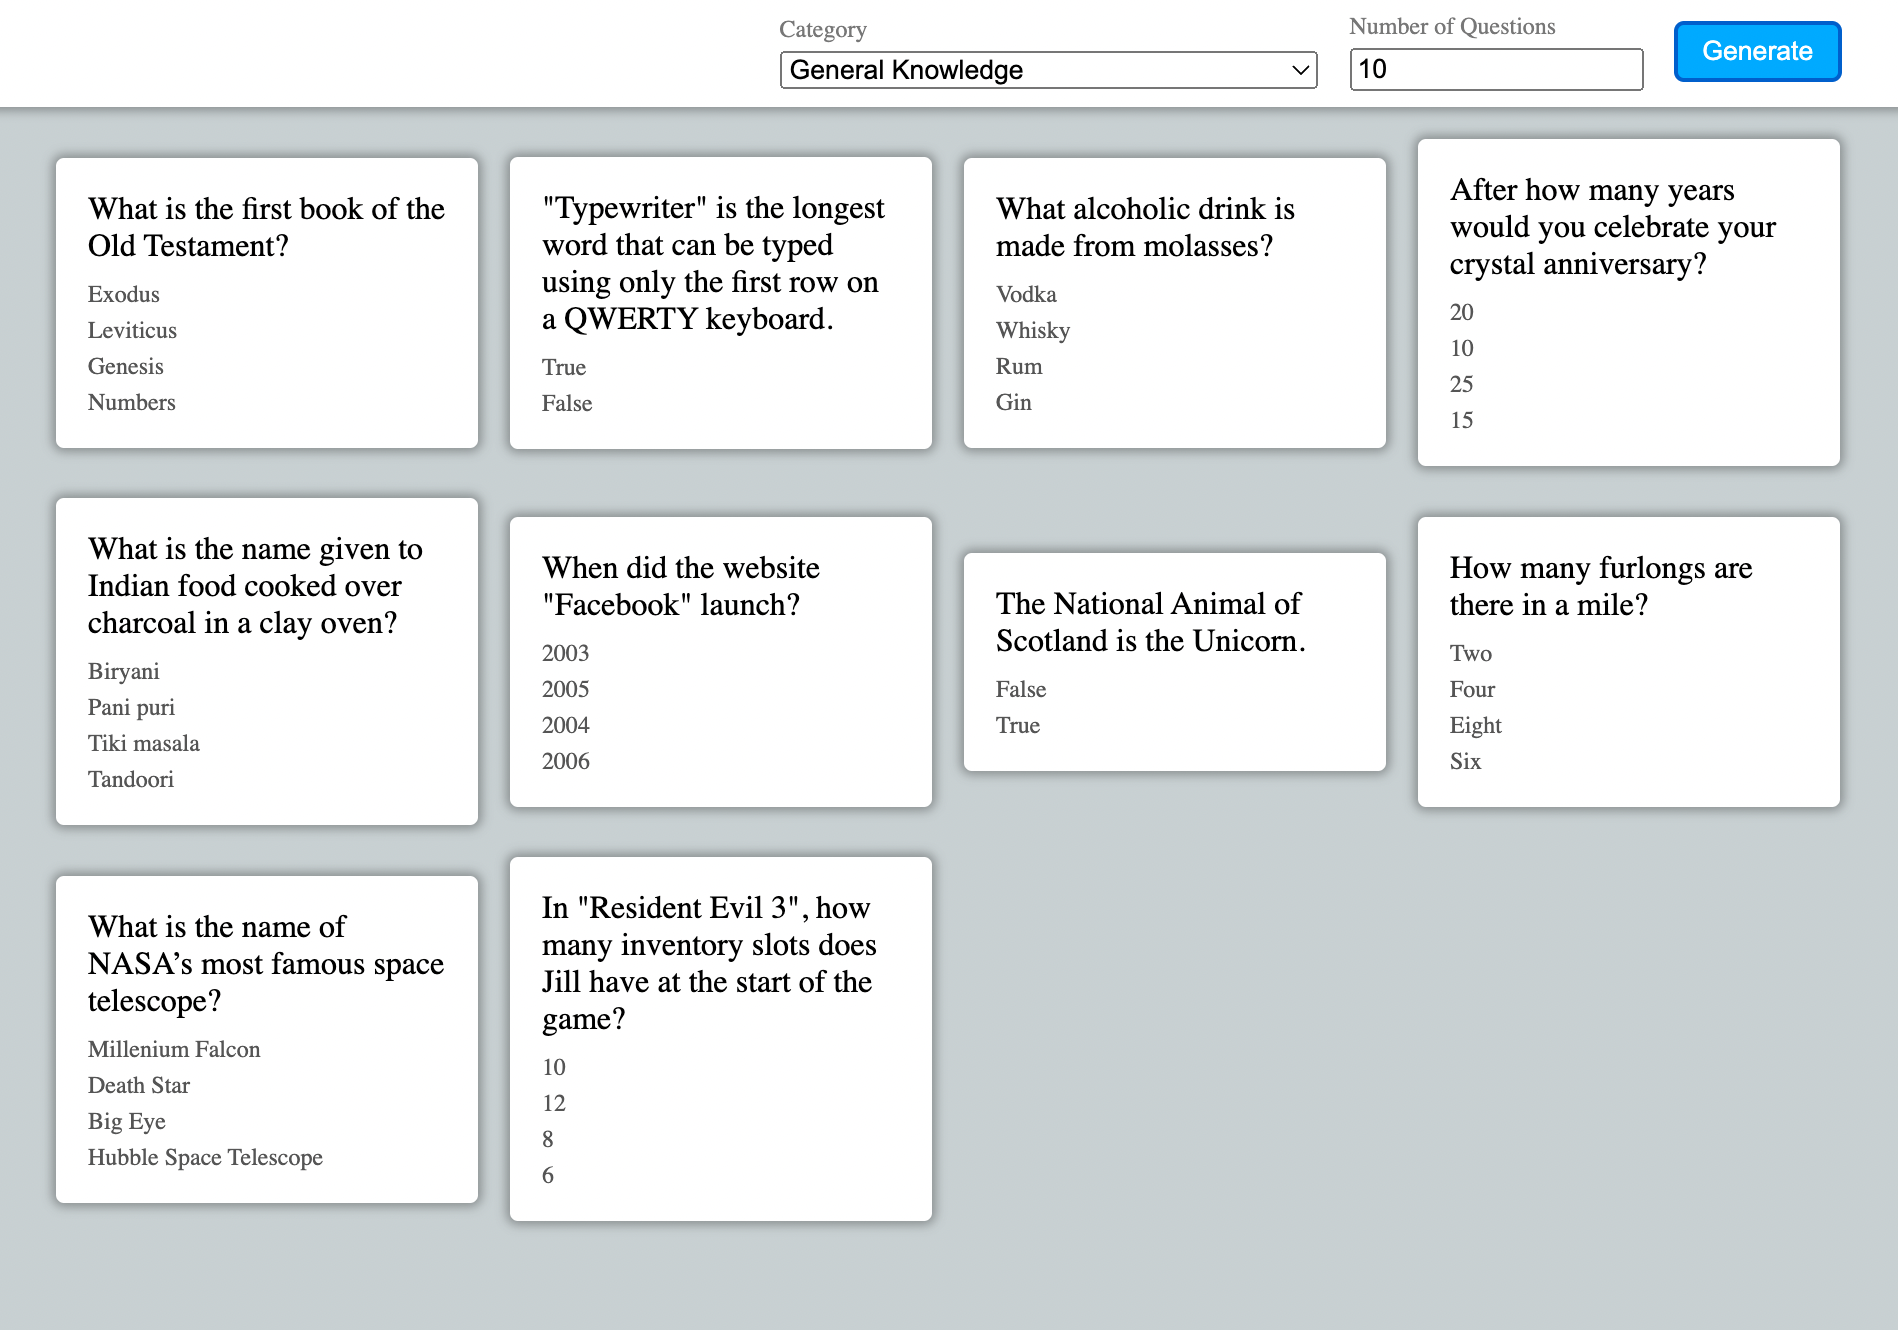 Category
General Knowledge
Number of Questions
10
Generate
What is the first book of the
Old Testament?
Exodus
Leviticus
Genesis
Numbers
"Typewriter" is the longest
word that can be typed
using only the first row on
a QWERTY keyboard.
True
False
What alcoholic drink is
made from molasses?
Vodka
Whisky
Rum
Gin
After how many years
would you celebrate your
crystal anniversary?
20
10
25
15
What is the name given to
Indian food cooked over
charcoal in a clay oven?
Biryani
Pani puri
Tiki masala
Tandoori
When did the website
"Facebook" launch?
2003
2005
2004
2006
The National Animal of
Scotland is the Unicorn.
False
True
How many furlongs are
there in a mile?
Two
Four
Eight
Six
What is the name of
NASA’s most famous space
telescope?
Millenium Falcon
Death Star
Big Eye
Hubble Space Telescope
In "Resident Evil 3", how
many inventory slots does
Jill have at the start of the
game?
10
12
8
6